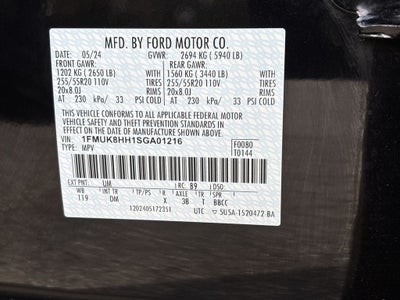 MFD. BY FORD MOTOR CO.
DATE: 05/24 GVWR: 2694 KG ( 5940 LB)
FRONT GAWR: REAR GAWR:
1202 KG ( 2650 LB) 1560 KG ( 3440 LB)
255/55R20 110V TIRES 255/55R20 110V
20x8.0J RIMS 20x8.0J
AT 230 kPa/ 33 PSI COLD AT 230 kPa/ 33 PSI COLD
THIS VEHICLE CONFORMS TO ALL APPLICABLE FEDERAL MOTOR
VEHICLE SAFETY AND THEFT PREVENTION STANDARDS IN EFFECT
ON THE DATE OF MANUFACTURE SHOWN ABOVE.
VIN: 1FMUK8HH1SGA01216
TYPE: MPV
F0080
T0144
EXT PNT: UM RC: 89 DSO:
WB TR TP/PS R AX TR SPR
119 DM X 3B T BBCC
1202405172351 UTC ▽ 5U5A-1520472-BA